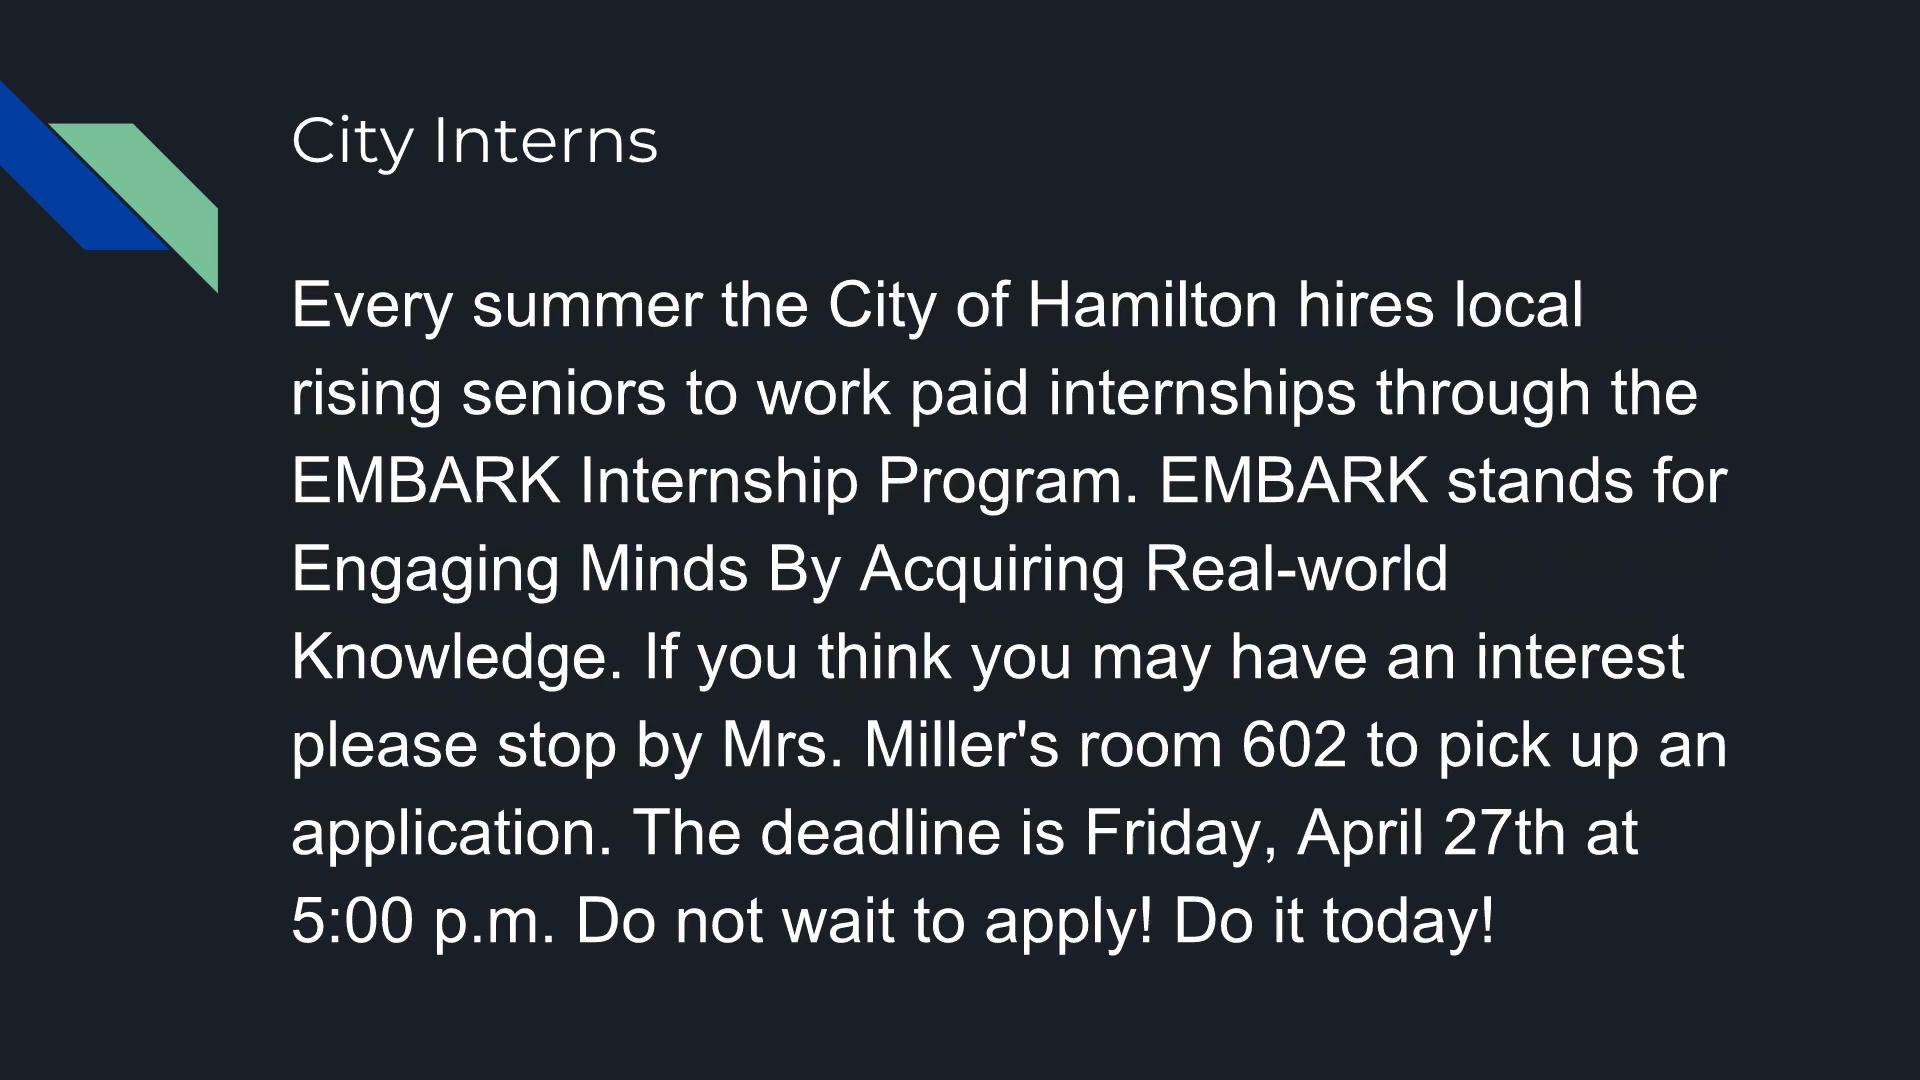 City Interns
Every summer the City of Hamilton hires local
rising seniors to work paid internships through the
EMBARK Internship Program. EMBARK stands for
Engaging Minds By Acquiring Real-world
Knowledge. If you think you may have an interest
please stop by Mrs. Miller's room 602 to pick up an
application. The deadline is Friday, April 27th at
5:00 p.m. Do not wait to apply! Do it today!